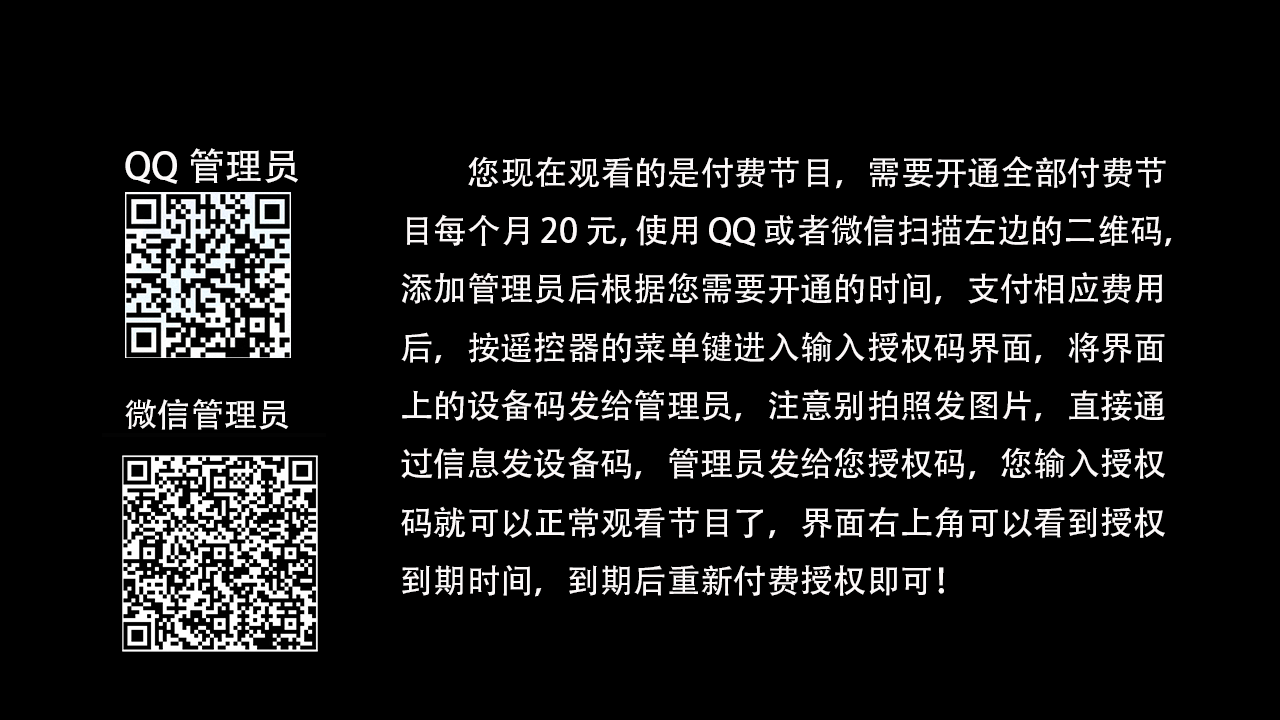 QQ 管理员
微信管理员
您现在观看的是付费节目，需要开通全部付费节
目每个月 20 元, 使用 QQ 或者微信扫描左边的二维码,
添加管理员后根据您需要开通的时间，支付相应费用
后，按遥控器的菜单键进入输入授权码界面，将界面
上的设备码发给管理员，注意别拍照发图片，直接通
过信息发设备码，管理员发给您授权码，您输入授权
码就可以正常观看节目了，界面右上角可以看到授权
到期时间，到期后重新付费授权即可！